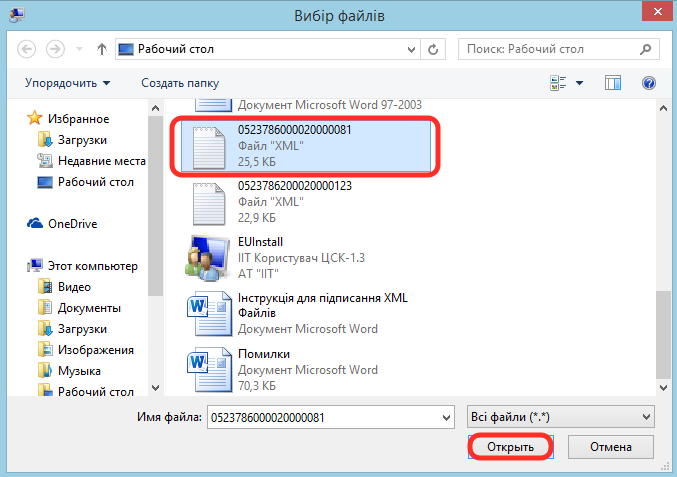 Вибір файлів
Рабочий стол
Поиск: Рабочий стол
Упорядочить
Создать папку
Избранное
Загрузки
Недавние места
Рабочий стол
OneDrive
Этот компьютер
Видео
Документы
Загрузки
Изображения
Музыка
Рабочий стол
Документ Microsoft Word 97-2003
0523786000020000081
Файл "XML"
25,5 КБ
0523786200020000123
Файл "XML"
22,9 КБ
EUInstall
ІІТ Користувач ЦСК-1.3
АТ "ІІТ"
Інструкція для підписання XML
Файлів
Документ Microsoft Word
Помилки
Документ Microsoft Word
70,3 КБ
Имя файла:
0523786000020000081
Всі файли (*.*)
Открыть
Отмена